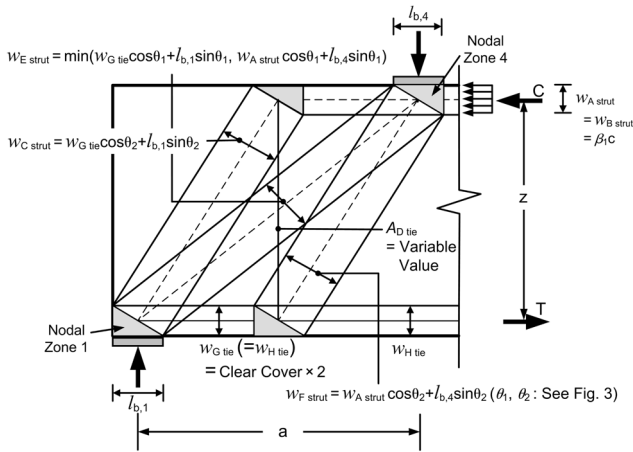 l_b,4
w_E strut = min(w_G tie cosθ₁+l_b,1 sinθ₁, w_A strut cosθ₁+l_b,4 sinθ₁)
Nodal
Zone 4
C
w_A strut
= w_B strut
= β₁c
w_C strut = w_G tie cosθ₂+l_b,1 sinθ₂
z
A_D tie
= Variable
Value
T
Nodal
Zone 1
w_G tie (=w_H tie)
= Clear Cover × 2
w_H tie
l_b,1
w_F strut = w_A strut cosθ₂+l_b,4 sinθ₂ (θ₁, θ₂ : See Fig. 3)
a